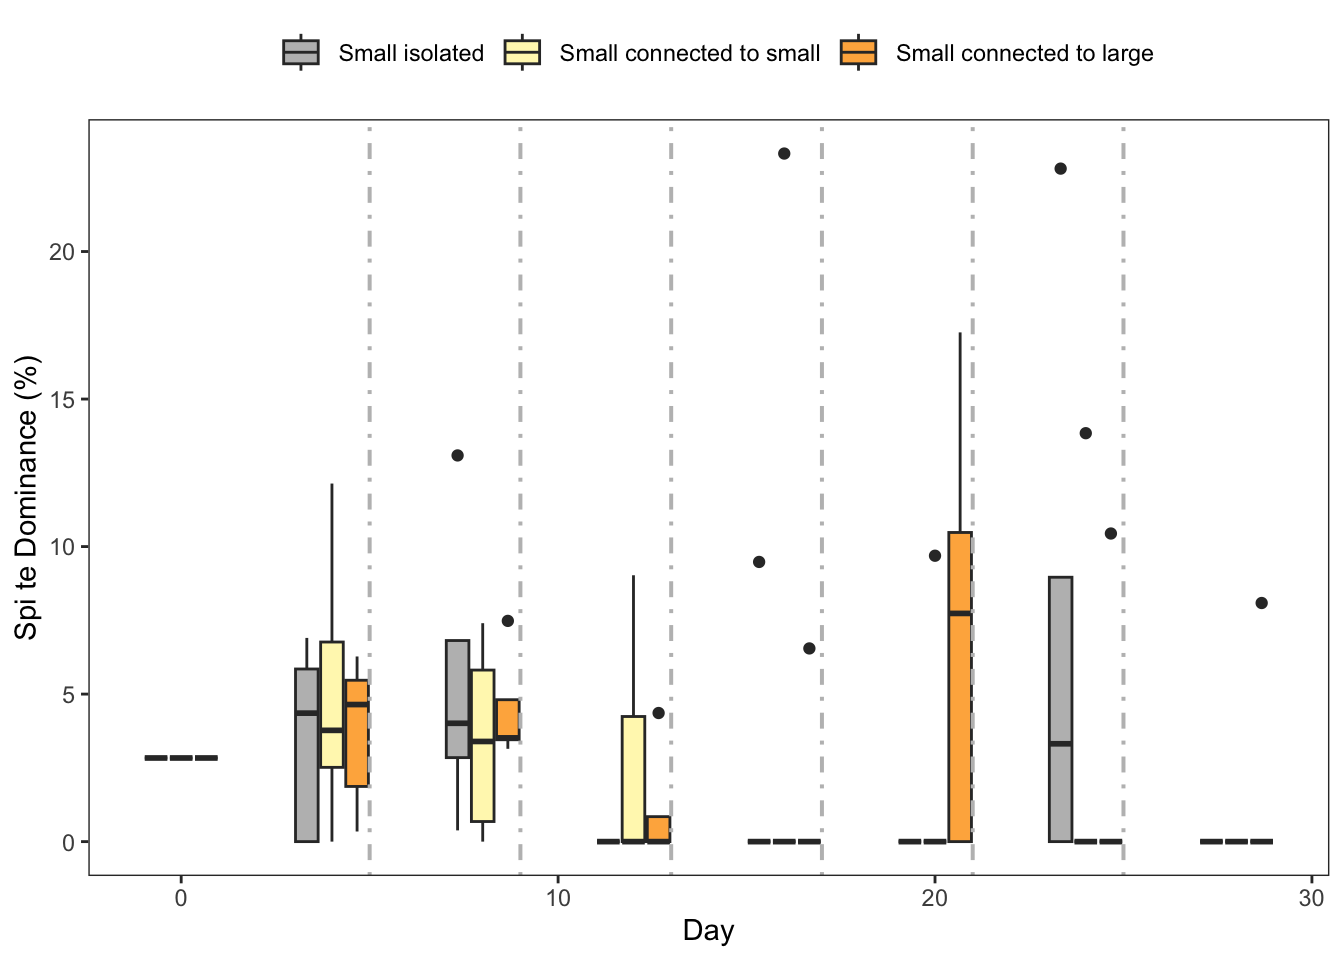 Small isolated
Small connected to small
Small connected to large
Spi te Dominance (%)
20
15
10
5
0
0
10
20
30
Day